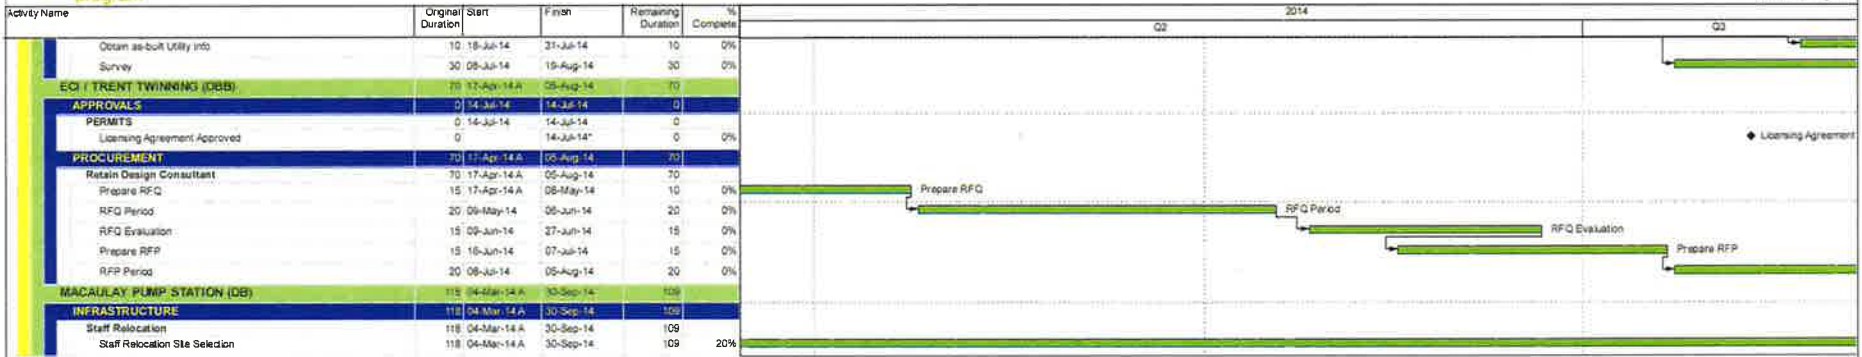 program
Activity Name Original Duration Start Finish Remaining Duration % Complete 2014
Q2 Q3
Obtain as-built Utility info 10 18-Jul-14 31-Jul-14 10 0%
Survey 30 08-Jul-14 19-Aug-14 30 0%
ECI / TRENT TWINNING (DBB) 70 17-Apr-14 A 05-Aug-14 70
APPROVALS 0 14-Jul-14 14-Jul-14 0
PERMITS 0 14-Jul-14 14-Jul-14 0
Licensing Agreement Approved 0 14-Jul-14* 0 0% Licensing Agreement
PROCUREMENT 70 17-Apr-14 A 05-Aug-14 70
Retain Design Consultant 70 17-Apr-14 A 05-Aug-14 70
Prepare RFQ 15 17-Apr-14 A 08-May-14 10 0% Prepare RFQ
RFQ Period 20 09-May-14 06-Jun-14 20 0% RFQ Period
RFQ Evaluation 15 09-Jun-14 27-Jun-14 15 0% RFQ Evaluation
Prepare RFP 15 16-Jun-14 07-Jul-14 15 0% Prepare RFP
RFP Period 20 08-Jul-14 05-Aug-14 20 0%
MACAULAY PUMP STATION (DB) 118 04-Mar-14 A 30-Sep-14 109
INFRASTRUCTURE 118 04-Mar-14 A 30-Sep-14 109
Staff Relocation 118 04-Mar-14 A 30-Sep-14 109
Staff Relocation Site Selection 118 04-Mar-14 A 30-Sep-14 109 20%